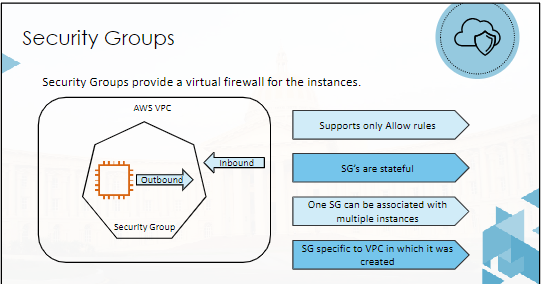 Security Groups
Security Groups provide a virtual firewall for the instances.
AWS VPC
Inbound
Outbound
Security Group
Supports only Allow rules
SG's are stateful
One SG can be associated with
multiple instances
SG specific to VPC in which it was
created